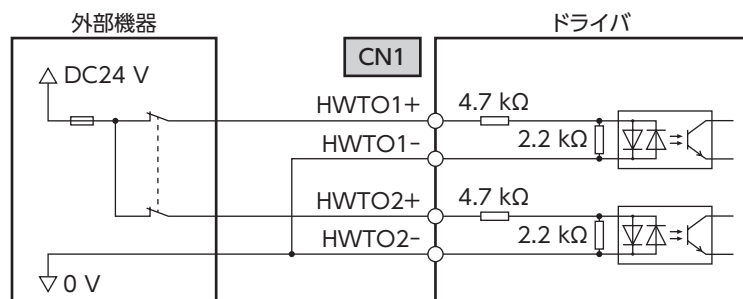 外部機器
ドライバ
CN1
DC24 V
HWTO1+
4.7 kΩ
HWTO1-
2.2 kΩ
HWTO2+
4.7 kΩ
HWTO2-
2.2 kΩ
0 V